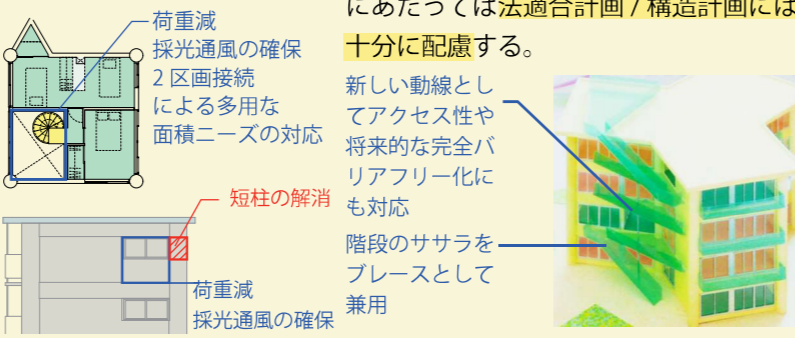 にあたっては法適合計画 / 構造計画には
十分に配慮する。
荷重減
採光通風の確保
2 区画接続
による多用な
面積ニーズの対応
短柱の解消
荷重減
採光通風の確保
新しい動線とし
てアクセス性や
将来的な完全バ
リアフリー化に
も対応
階段のササラを
ブレースとして
兼用